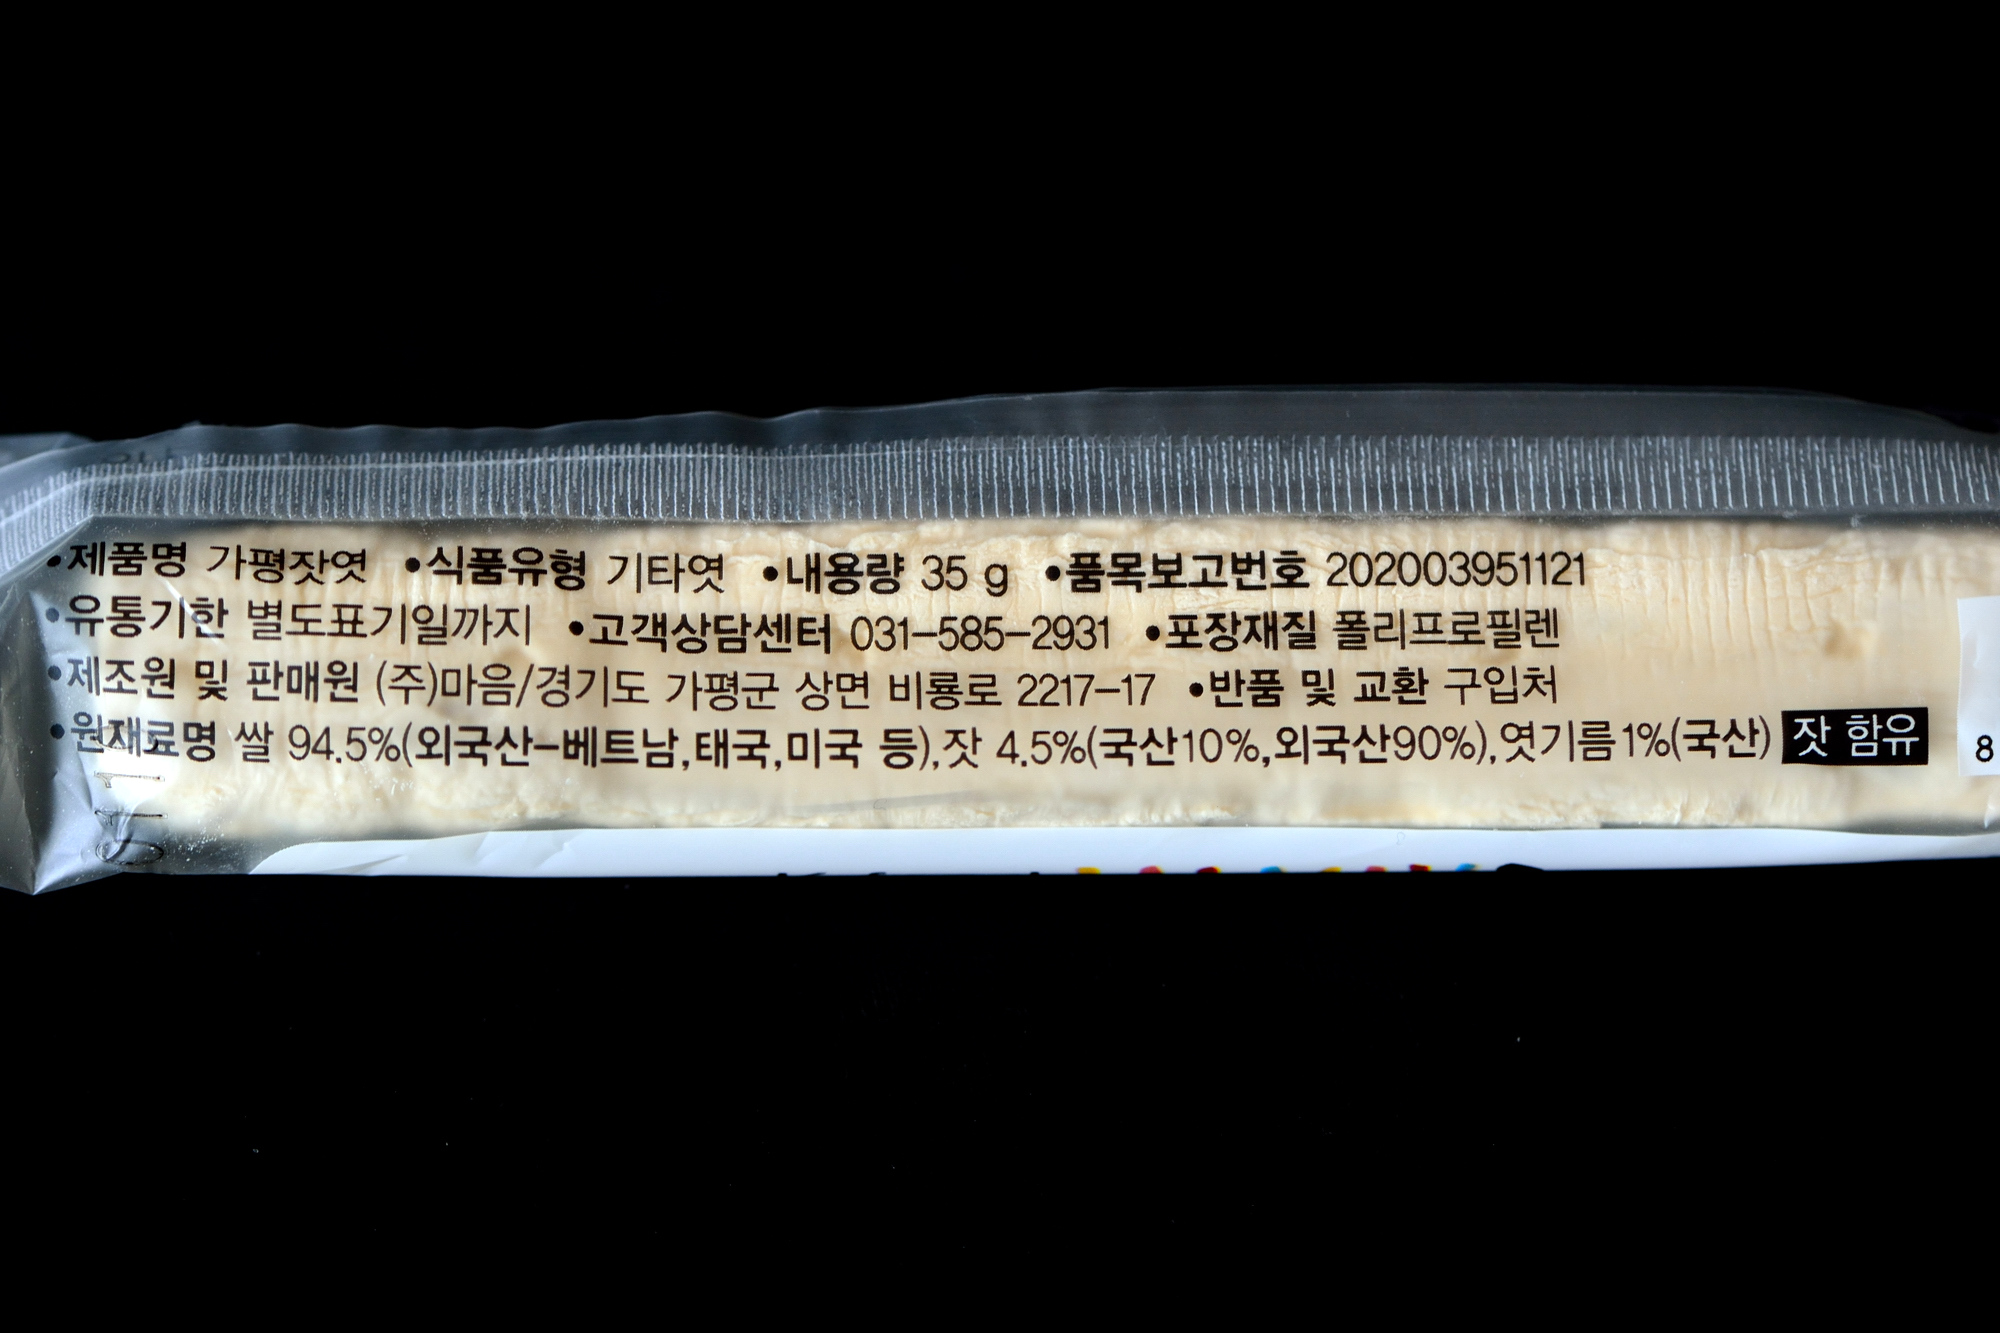 •제품명 가평잣엿 •식품유형 기타엿 •내용량 35 g •품목보고번호 202003951121
•유통기한 별도표기일까지 •고객상담센터 031-585-2931 •포장재질 폴리프로필렌
•제조원 및 판매원 (주)마음/경기도 가평군 상면 비룡로 2217-17 •반품 및 교환 구입처
•원재료명 쌀 94.5%(외국산-베트남,태국,미국 등),잣 4.5%(국산10%,외국산90%),엿기름1%(국산) 잣 함유
8